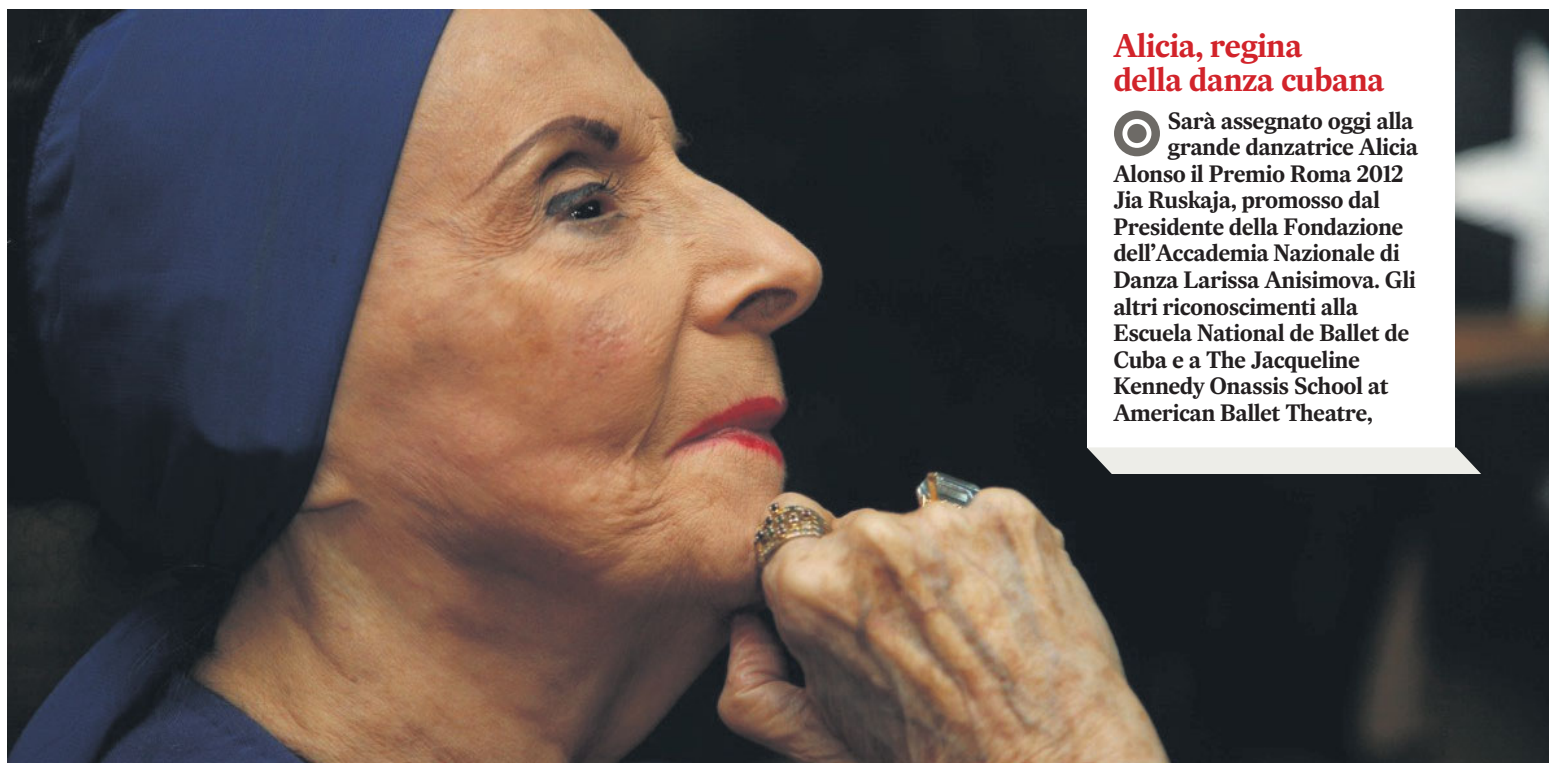 Alicia, regina
della danza cubana
Sarà assegnato oggi alla
grande danzatrice Alicia
Alonso il Premio Roma 2012
Jia Ruskaja, promosso dal
Presidente della Fondazione
dell’Accademia Nazionale di
Danza Larissa Anisimova. Gli
altri riconoscimenti alla
Escuela National de Ballet de
Cuba e a The Jacqueline
Kennedy Onassis School at
American Ballet Theatre,